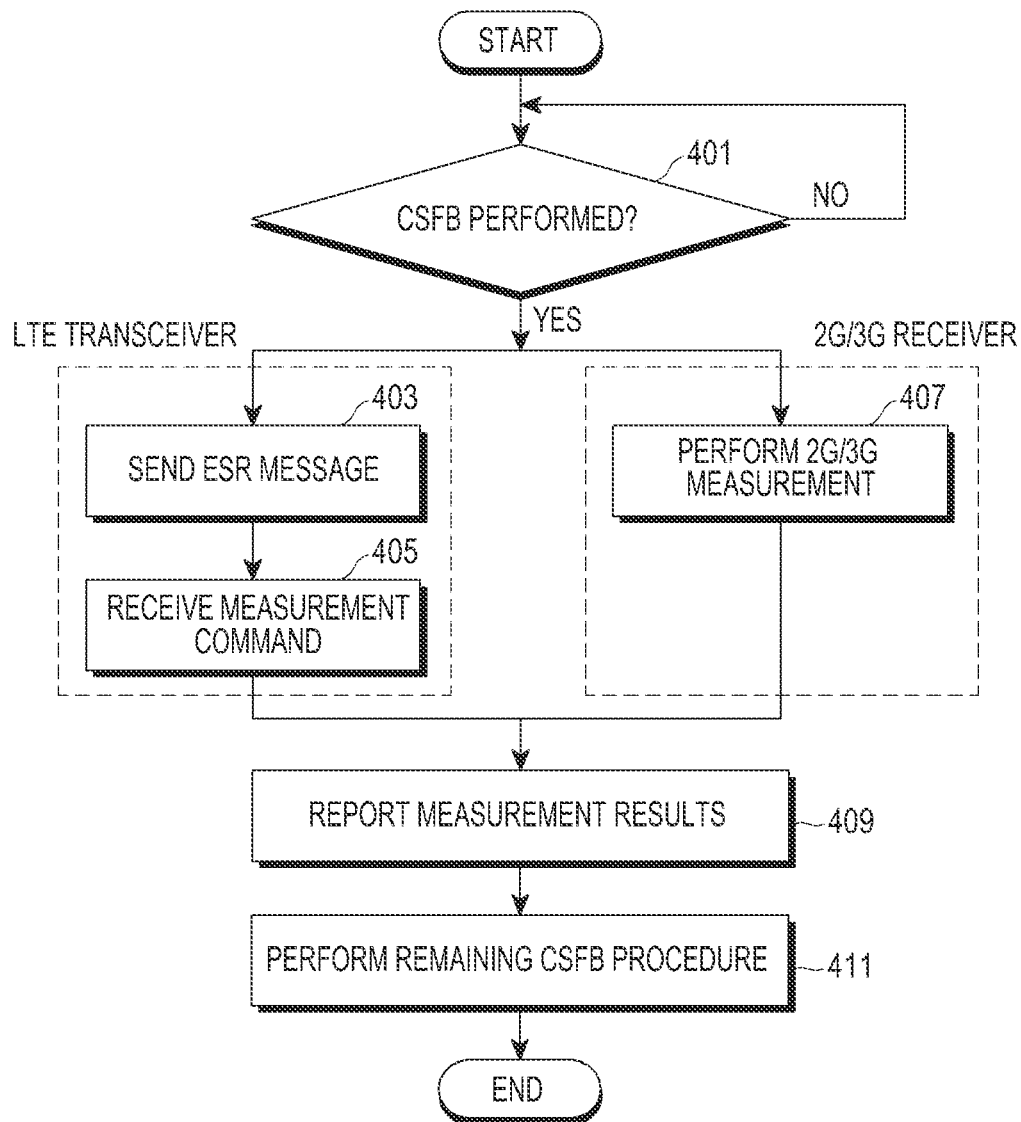 START
401
CSFB PERFORMED?
NO
YES
LTE TRANSCEIVER
2G/3G RECEIVER
403
SEND ESR MESSAGE
407
PERFORM 2G/3G
MEASUREMENT
405
RECEIVE MEASUREMENT
COMMAND
REPORT MEASUREMENT RESULTS
409
PERFORM REMAINING CSFB PROCEDURE
411
END